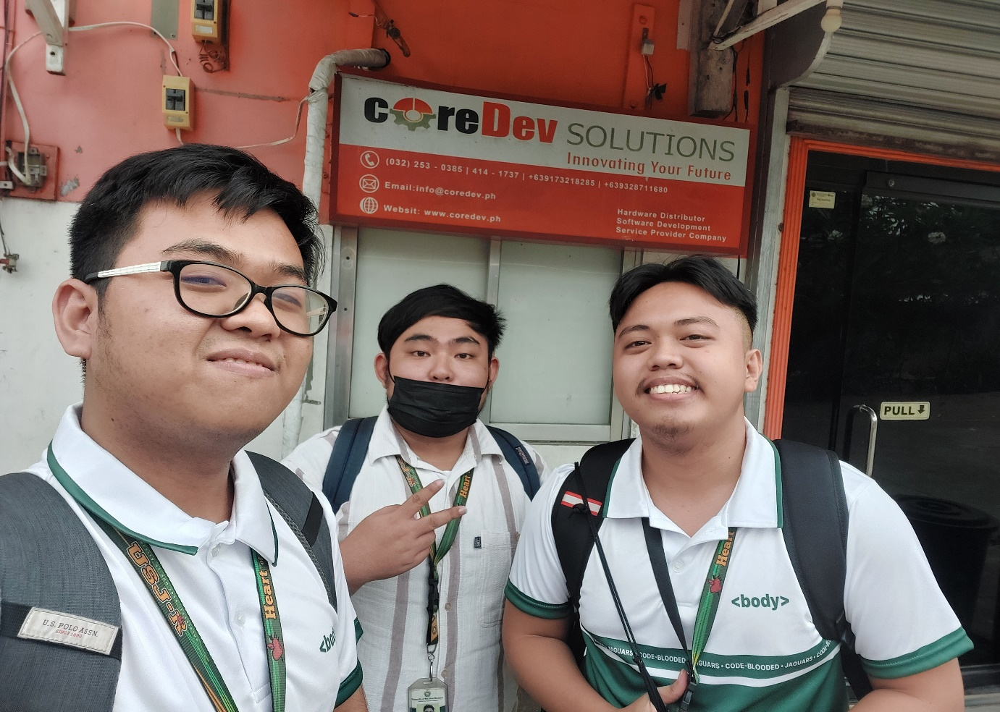 coreDev SOLUTIONS
Innovating Your Future
(032) 253 - 0385 | 414 - 1737 | +639173218285 | +639328711680
Email:info@coredev.ph
Websit: www.coredev.ph
Hardware Distributor
Software Development
Service Provider Company
PULL
USJ-R
Heart
U.S. POLO ASSN.
SINCE 1890
<body>
Heart
Heart
<body>
JAGUARS • CODE-BLOODED JAGUARS • CODE-BLOODED • JAGUARS •